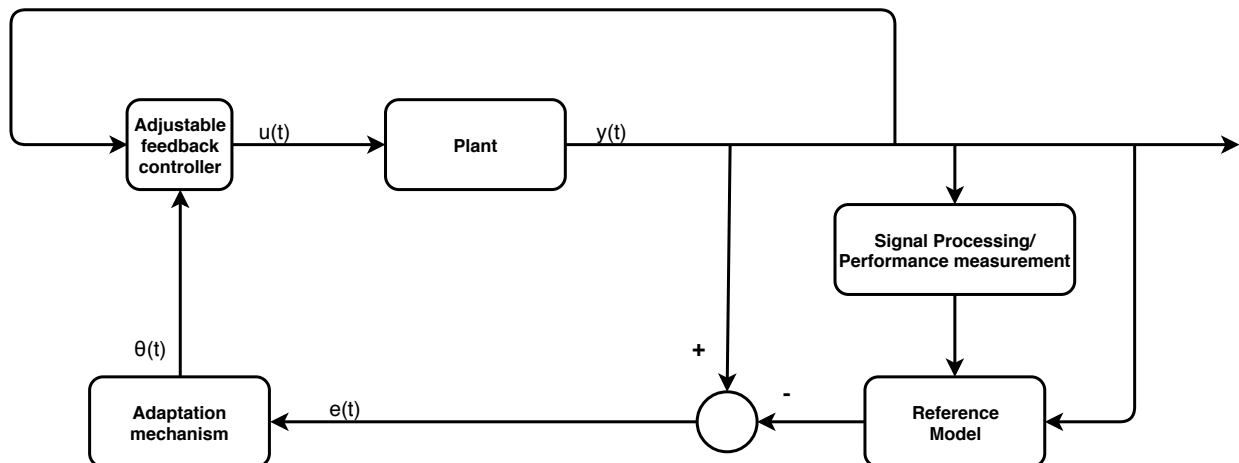 Adjustable
feedback
controller
u(t)
Plant
y(t)
Signal Processing/
Performance measurement
+
θ(t)
-
Adaptation
mechanism
e(t)
Reference
Model